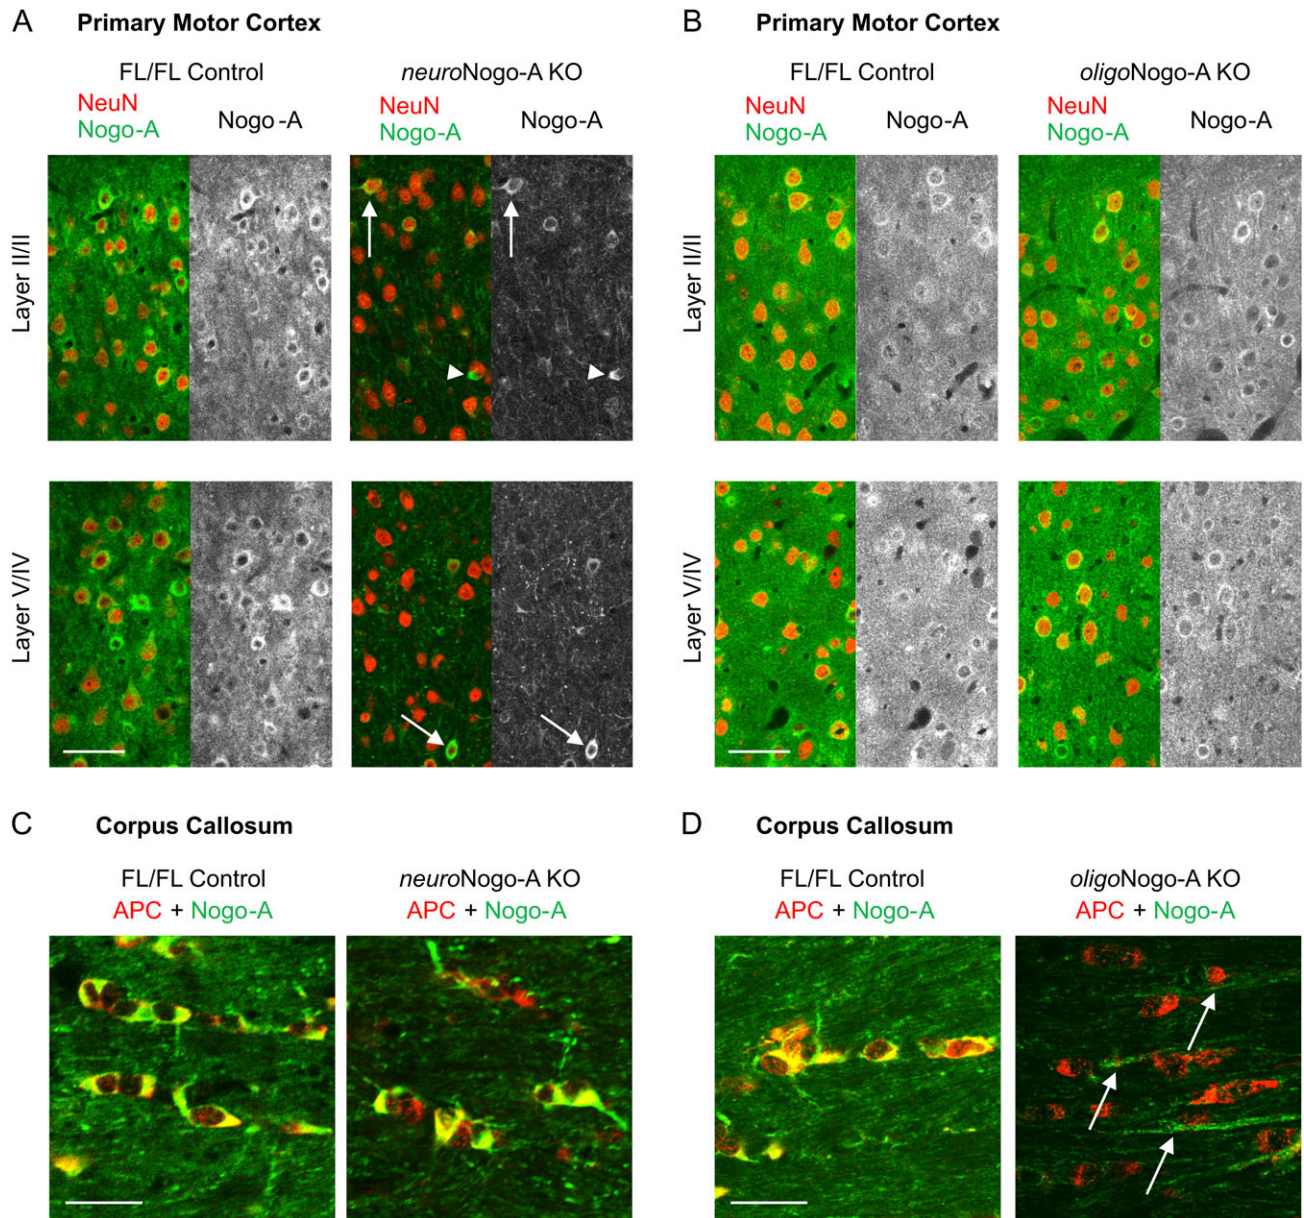 A Primary Motor Cortex
FL/FL Control neuroNogo-A KO
NeuN NeuN
Nogo-A Nogo-A Nogo-A Nogo-A
Layer II/II
Layer V/IV
B Primary Motor Cortex
FL/FL Control oligoNogo-A KO
NeuN NeuN
Nogo-A Nogo-A Nogo-A Nogo-A
Layer II/II
Layer V/IV
C Corpus Callosum
FL/FL Control neuroNogo-A KO
APC + Nogo-A APC + Nogo-A
D Corpus Callosum
FL/FL Control oligoNogo-A KO
APC + Nogo-A APC + Nogo-A